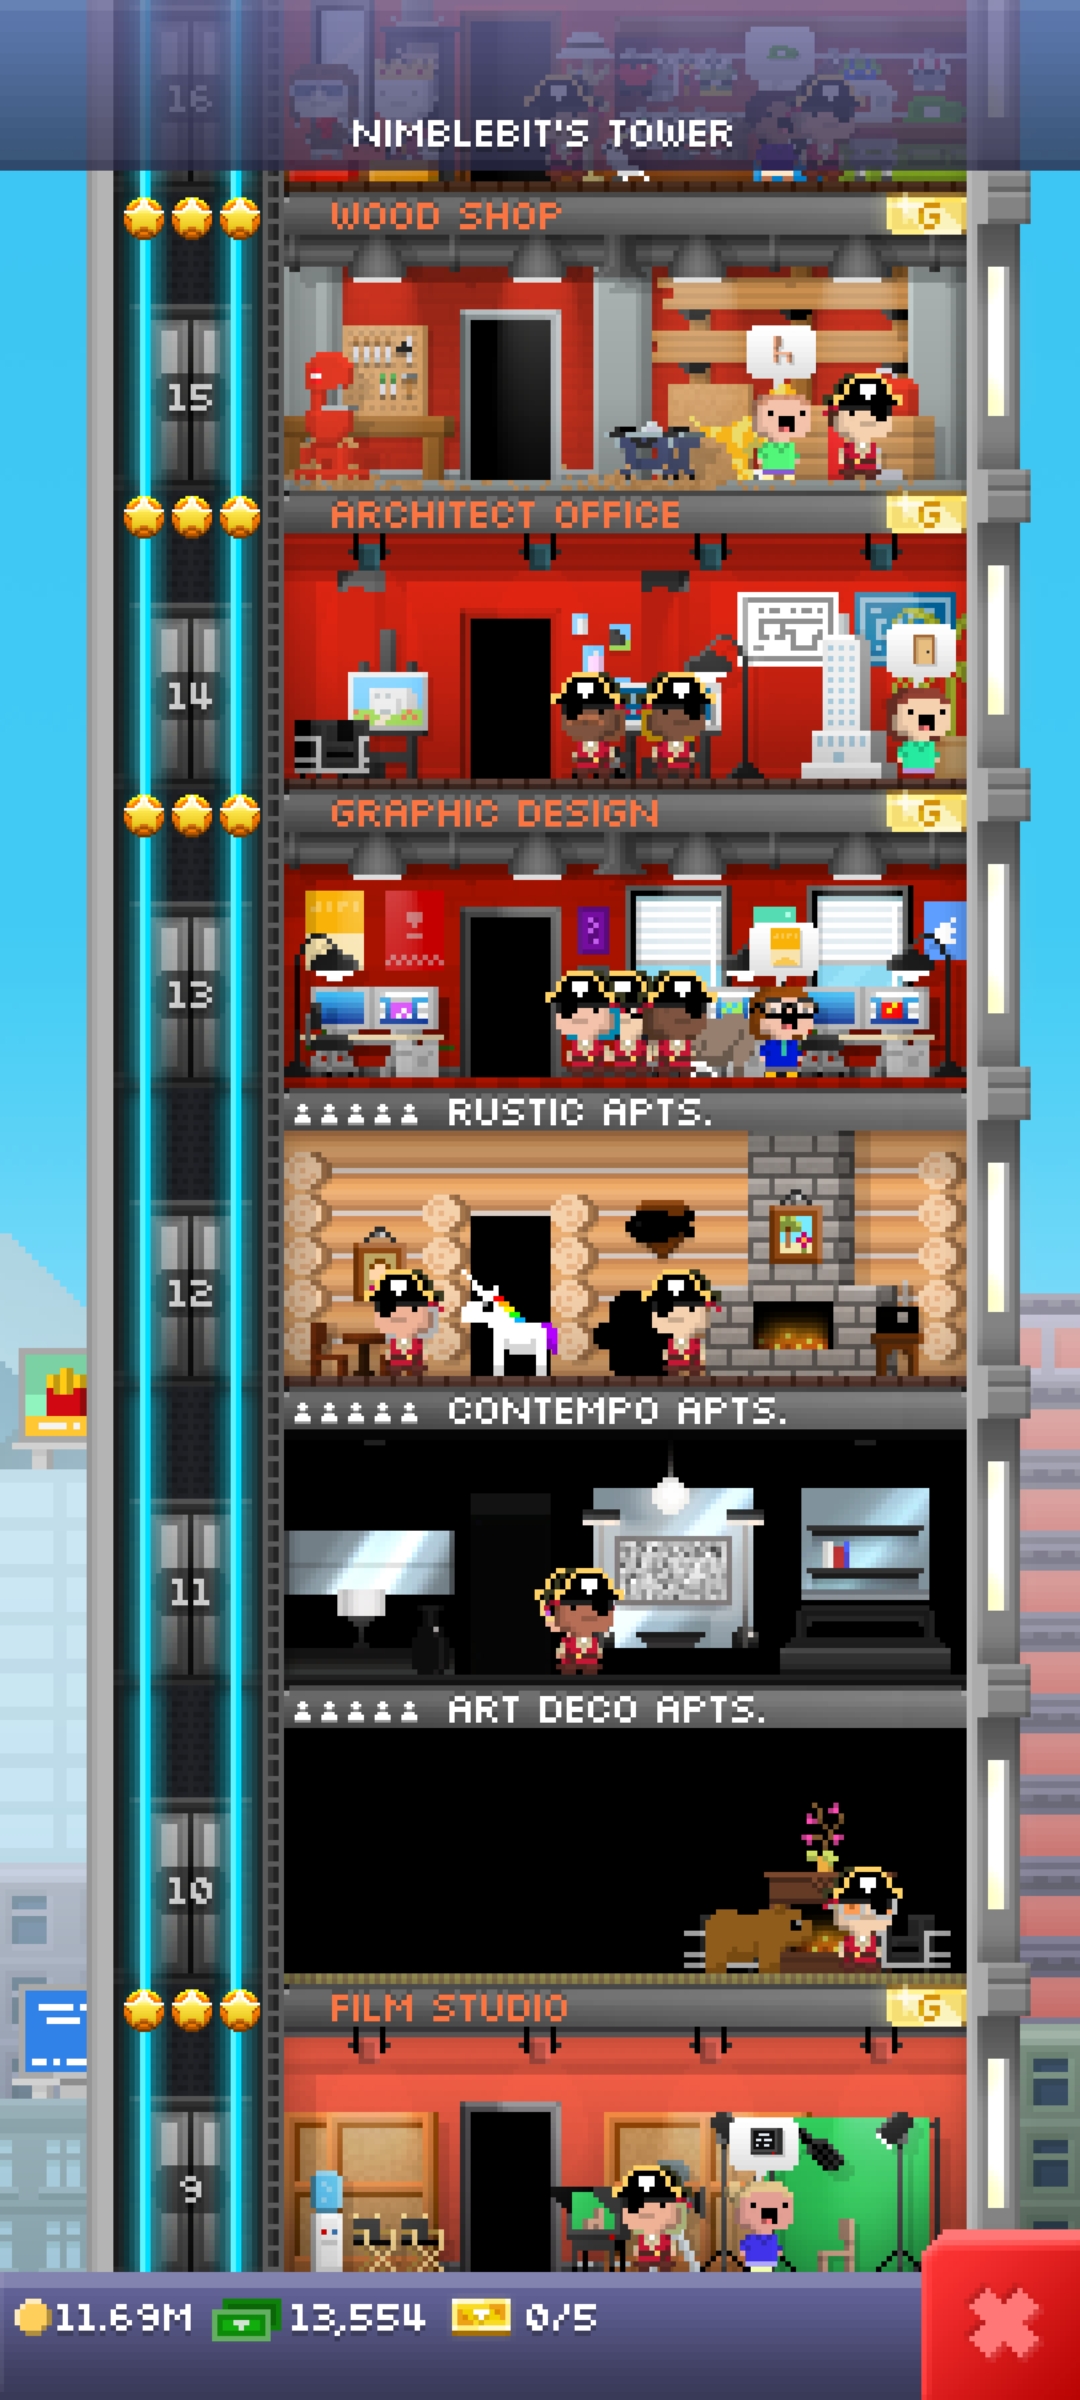 16
NIMBLEBIT'S TOWER
WOOD SHOP G
15
ARCHITECT OFFICE G
14
GRAPHIC DESIGN G
13
RUSTIC APTS.
12
CONTEMPO APTS.
11
ART DECO APTS.
10
FILM STUDIO G
9
11.69M 13,554 0/5